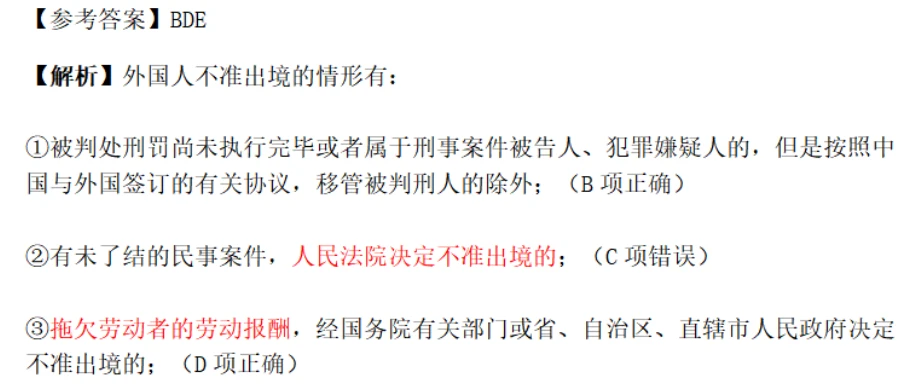 【参考答案】BDE
【解析】外国人不准出境的情形有：
①被判处刑罚尚未执行完毕或者属于刑事案件被告人、犯罪嫌疑人的，但是按照中
国与外国签订的有关协议，移管被判刑人的除外；（B 项正确）
②有未了结的民事案件，人民法院决定不准出境的；（C 项错误）
③拖欠劳动者的劳动报酬，经国务院有关部门或省、自治区、直辖市人民政府决定
不准出境的；（D 项正确）